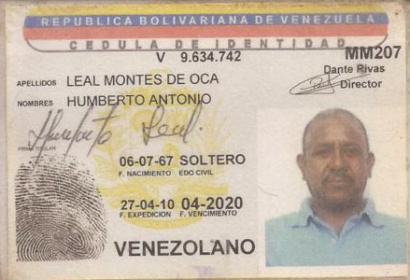 REPUBLICA BOLIVARIANA DE VENEZUELA
CEDULA DE IDENTIDAD
V 9.634.742 MM207
Dante Rivas
Director
APELLIDOS LEAL MONTES DE OCA
NOMBRES HUMBERTO ANTONIO
Humberto Leal.
FIRMA TITULAR
06-07-67 SOLTERO
F. NACIMIENTO EDO CIVIL
27-04-10 04-2020
F. EXPEDICION F. VENCIMIENTO
VENEZOLANO